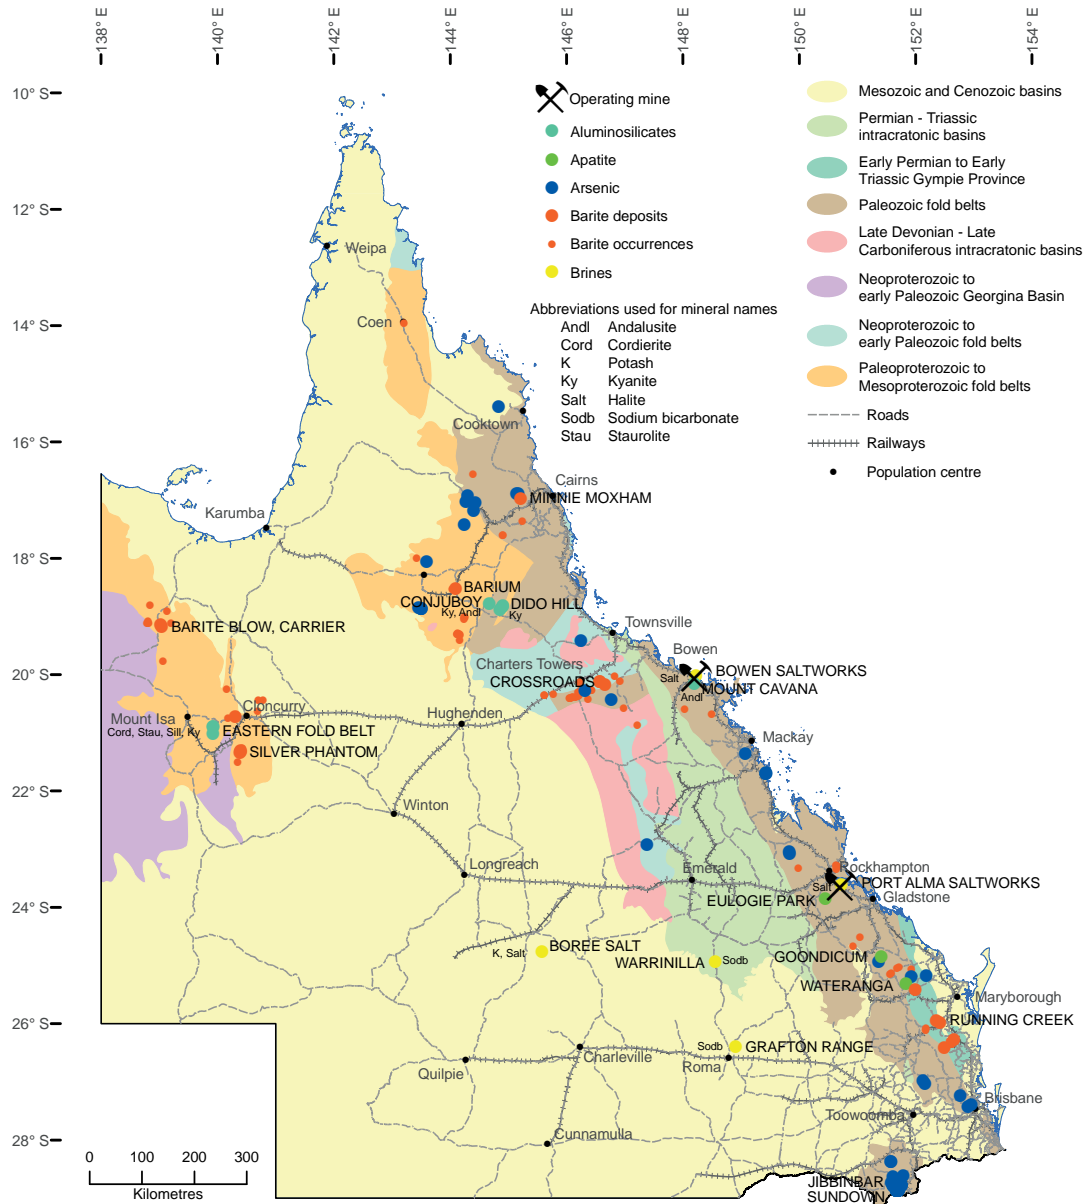 138° E
140° E
142° E
144° E
146° E
148° E
150° E
152° E
154° E
10° S
12° S
14° S
16° S
18° S
20° S
22° S
24° S
26° S
28° S
Operating mine
Aluminosilicates
Apatite
Arsenic
Barite deposits
Barite occurrences
Brines
Abbreviations used for mineral names
Andl Andalusite
Cord Cordierite
K Potash
Ky Kyanite
Salt Halite
Sodb Sodium bicarbonate
Stau Staurolite
Mesozoic and Cenozoic basins
Permian - Triassic
intracratonic basins
Early Permian to Early
Triassic Gympie Province
Paleozoic fold belts
Late Devonian - Late
Carboniferous intracratonic basins
Neoproterozoic to
early Paleozoic Georgina Basin
Neoproterozoic to
early Paleozoic fold belts
Paleoproterozoic to
Mesoproterozoic fold belts
Roads
Railways
Population centre
Weipa
Coen
Cooktown
Cairns
MINNIE MOXHAM
Karumba
BARIUM
CONJUBOY
Ky, Andl
DIDO HILL
Ky
BARITE BLOW, CARRIER
Townsville
Charters Towers
CROSSROADS
Bowen
Salt
BOWEN SALTWORKS
Andl
MOUNT CAVANA
Mount Isa
Cord, Stau, Sill, Ky
Cloncurry
EASTERN FOLD BELT
SILVER PHANTOM
Hughenden
Mackay
Winton
Longreach
Emerald
Rockhampton
Salt
PORT ALMA SALTWORKS
EULOGIE PARK
Gladstone
K, Salt
BOREE SALT
WARRINILLA
Sodb
GOONDICUM
WATERANGA
Maryborough
RUNNING CREEK
Sodb
GRAFTON RANGE
Roma
Charleville
Quilpie
Brisbane
Toowoomba
Cunnamulla
JIBBINBAR
SUNDOWN
0 100 200 300
Kilometres